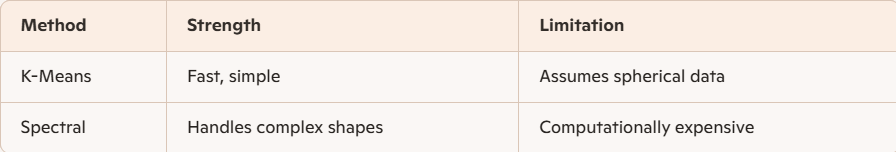 Method Strength Limitation
K-Means Fast, simple Assumes spherical data
Spectral Handles complex shapes Computationally expensive